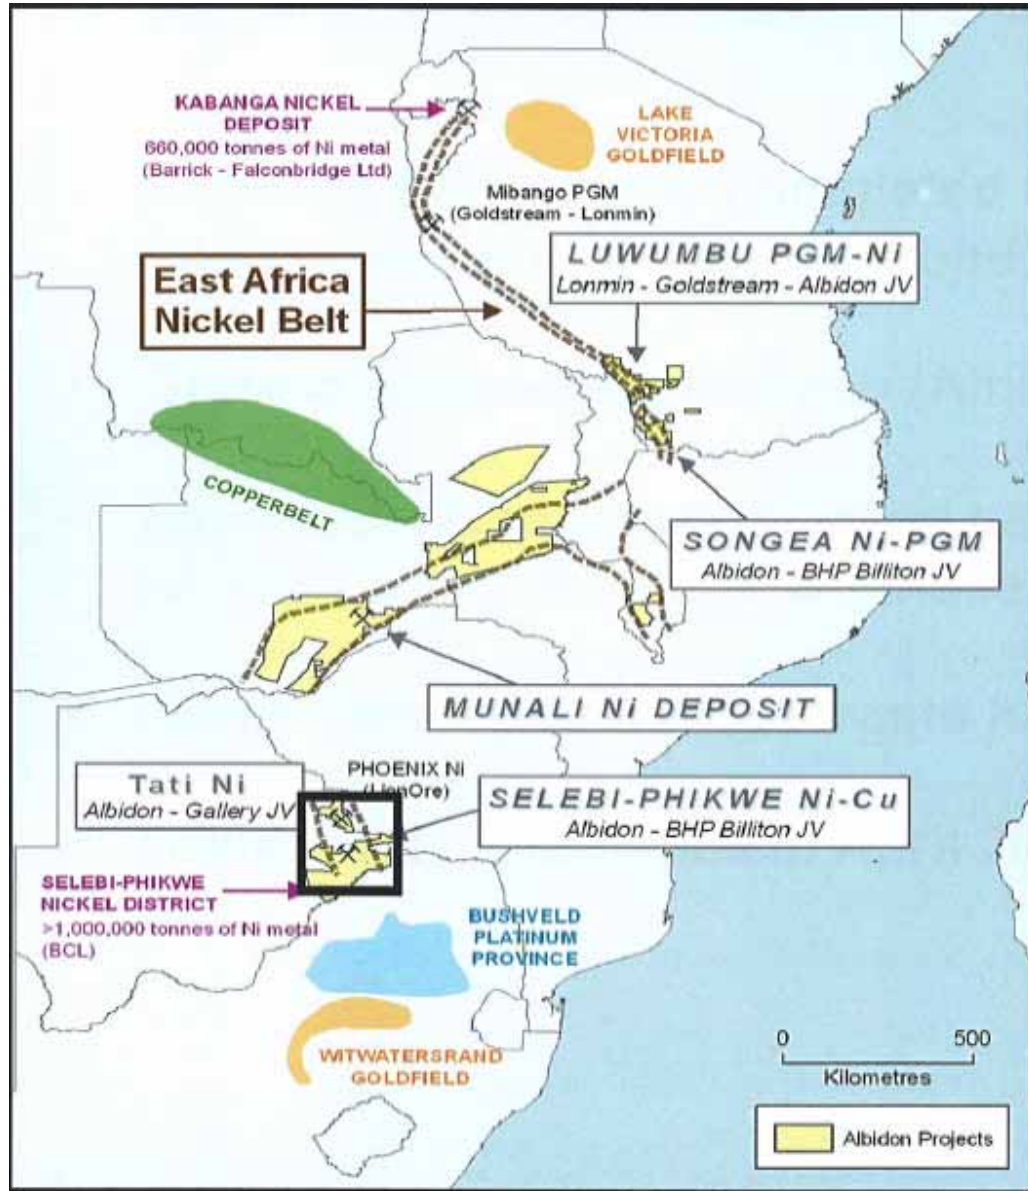 KABANGA NICKEL
DEPOSIT
660,000 tonnes of Ni metal
(Barrick - Falconbridge Ltd)
LAKE
VICTORIA
GOLDFIELD
Mibango PGM
(Goldstream - Lonmin)
LUWUMBU PGM-Ni
Lonmin - Goldstream - Albidon JV
East Africa
Nickel Belt
COPPERBELT
SONGEA Ni-PGM
Albidon - BHP Billiton JV
MUNALI Ni DEPOSIT
PHOENIX Ni
(LionOre)
Tati Ni
Albidon - Gallery JV
SELEBI-PHIKWE Ni-Cu
Albidon - BHP Billiton JV
SELEBI-PHIKWE
NICKEL DISTRICT
>1,000,000 tonnes of Ni metal
(BCL)
BUSHVELD
PLATINUM
PROVINCE
WITWATERSRAND
GOLDFIELD
0 500
Kilometres
Albidon Projects